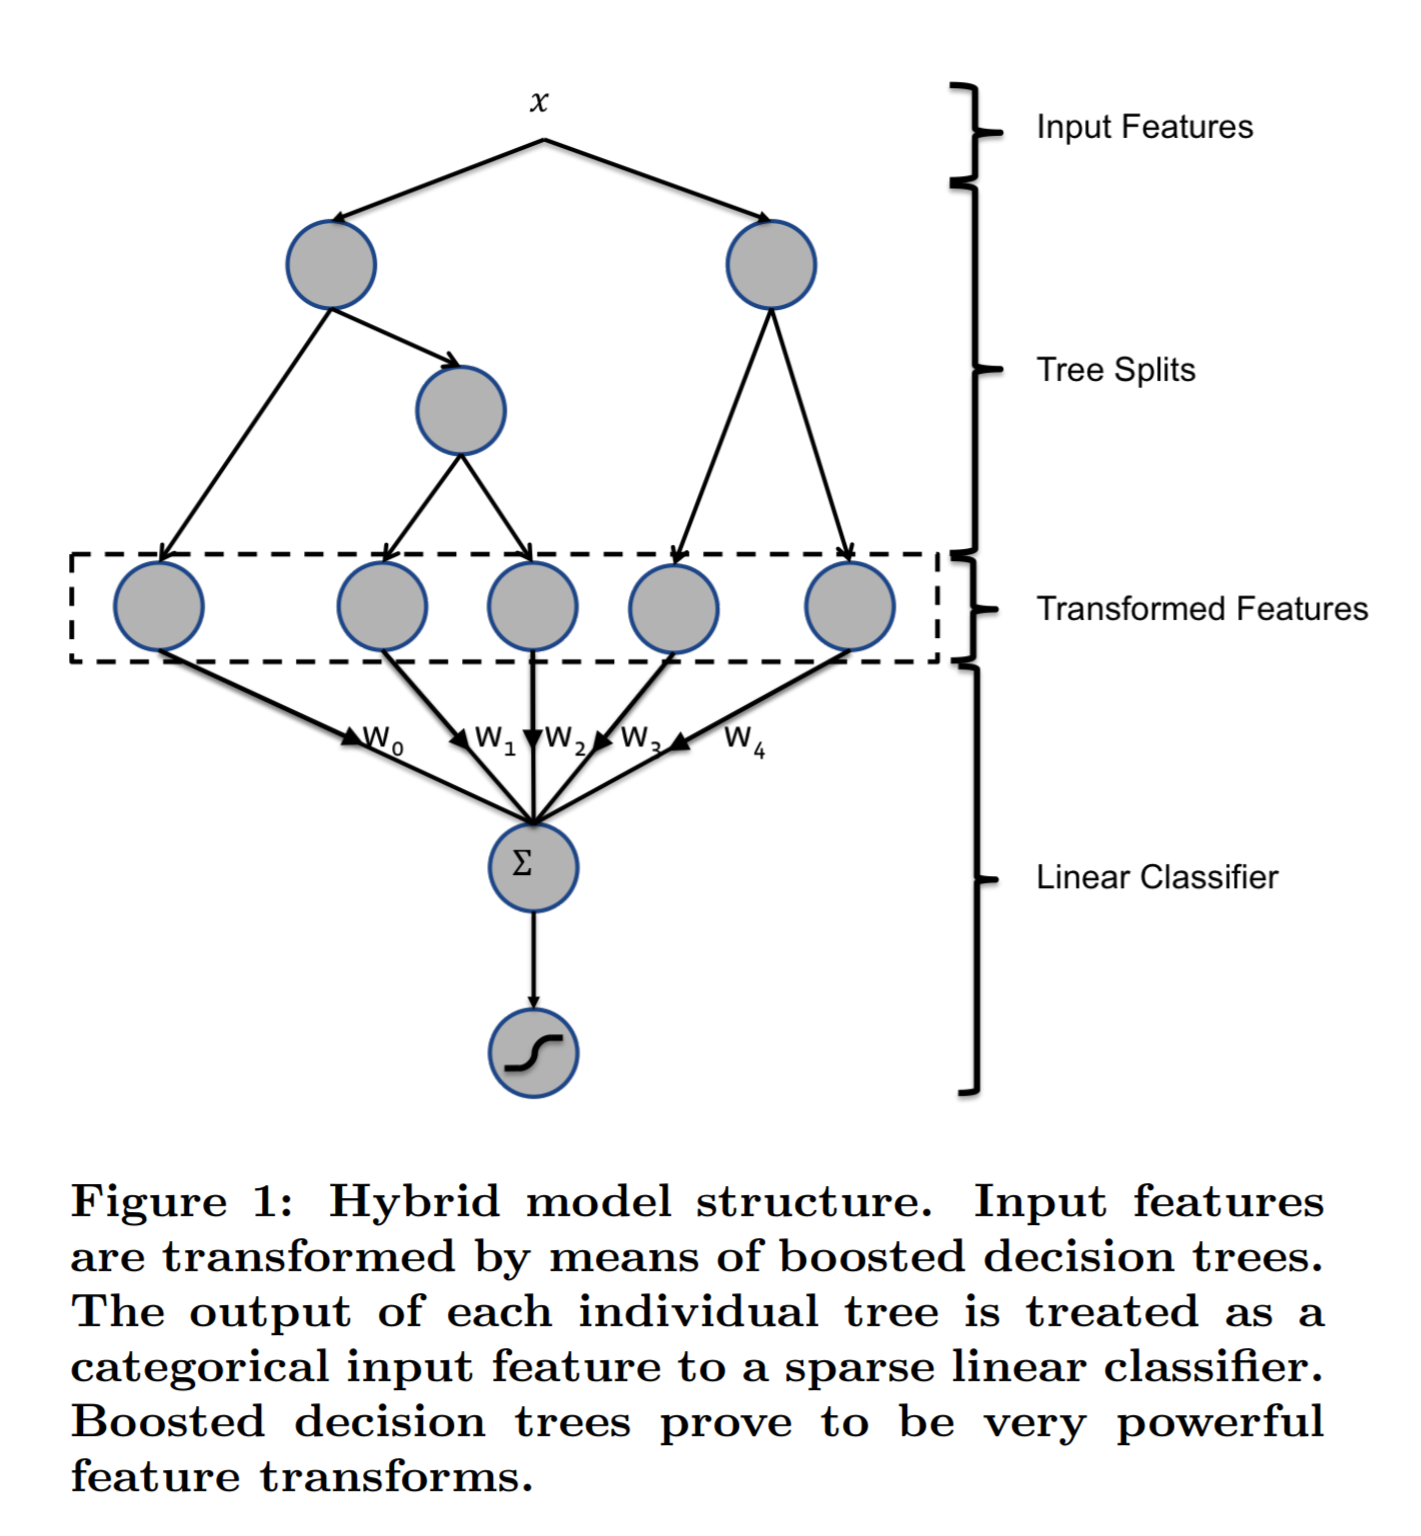 x
Input Features
Tree Splits
Transformed Features
W0 W1 W2 W3 W4
Σ
Linear Classifier
Figure 1: Hybrid model structure. Input features
are transformed by means of boosted decision trees.
The output of each individual tree is treated as a
categorical input feature to a sparse linear classifier.
Boosted decision trees prove to be very powerful
feature transforms.